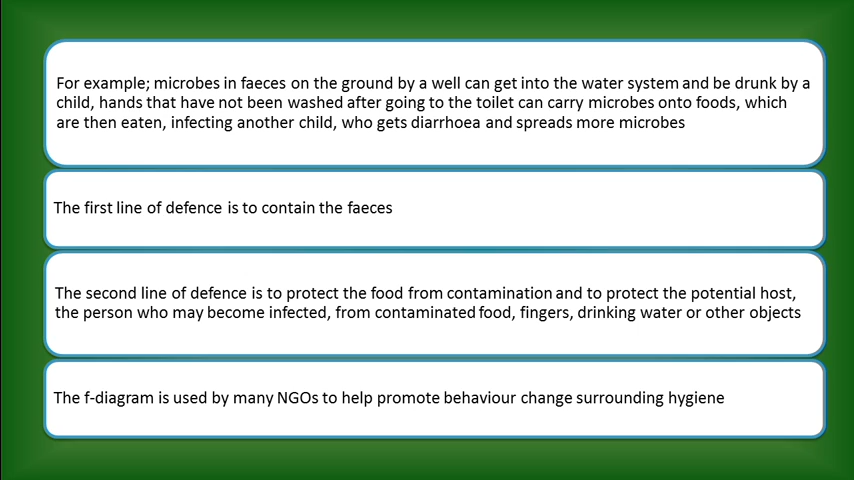 For example; microbes in faeces on the ground by a well can get into the water system and be drunk by a
child, hands that have not been washed after going to the toilet can carry microbes onto foods, which
are then eaten, infecting another child, who gets diarrhoea and spreads more microbes
The first line of defence is to contain the faeces
The second line of defence is to protect the food from contamination and to protect the potential host,
the person who may become infected, from contaminated food, fingers, drinking water or other objects
The f-diagram is used by many NGOs to help promote behaviour change surrounding hygiene